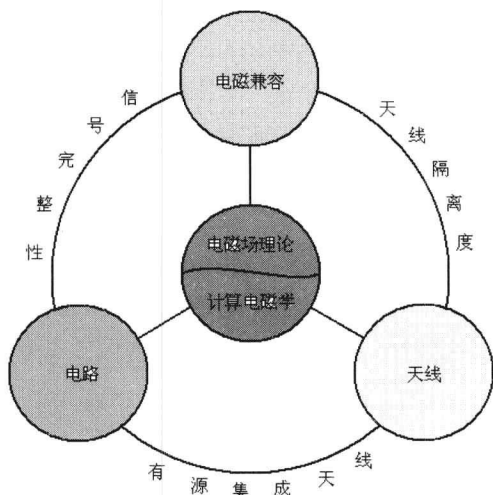 电磁兼容
信号完整性
天线隔离度
电磁场理论
计算电磁学
电路
天线
有源集成天线